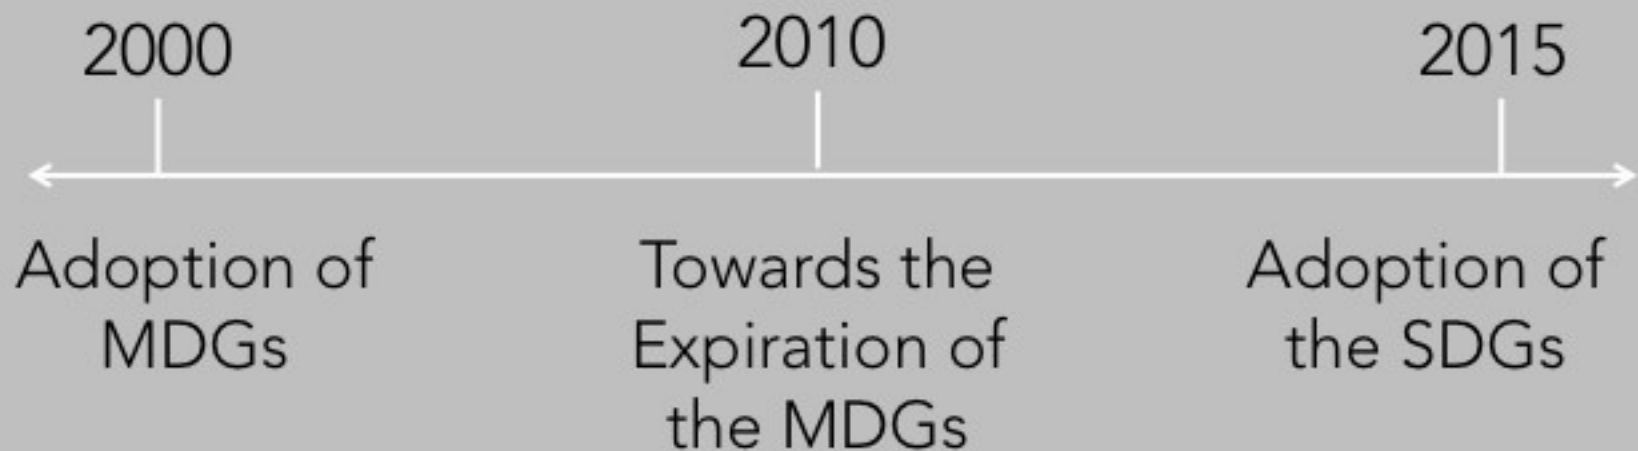 2000
2010
2015
Adoption of
MDGs
Towards the
Expiration of
the MDGs
Adoption of
the SDGs